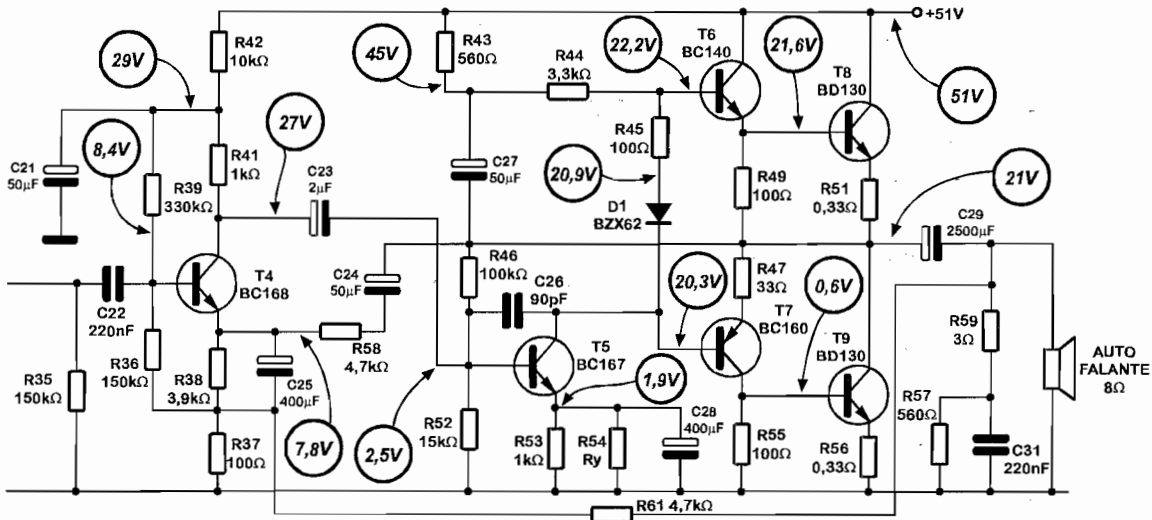 +51V
R42
10kΩ
29V
45V
R43
560Ω
R44
3,3kΩ
22,2V
T6
BC140
21,6V
T8
BD130
51V
C21
50µF
8,4V
R39
330kΩ
R41
1kΩ
27V
C23
2µF
C27
50µF
R45
100Ω
20,9V
D1
BZX62
R49
100Ω
R51
0,33Ω
21V
C29
2500µF
C22
220nF
T4
BC168
C24
50µF
R46
100kΩ
C26
90pF
20,3V
R47
33Ω
T7
BC160
0,6V
R35
150kΩ
R36
150kΩ
R38
3,9kΩ
C25
400µF
R58
4,7kΩ
T5
BC167
1,9V
T9
BD130
R59
3Ω
AUTO
FALANTE
8Ω
R37
100Ω
7,8V
2,5V
R52
15kΩ
R53
1kΩ
R54
Ry
C28
400µF
R55
100Ω
R56
0,33Ω
R57
560Ω
C31
220nF
R61 4,7kΩ